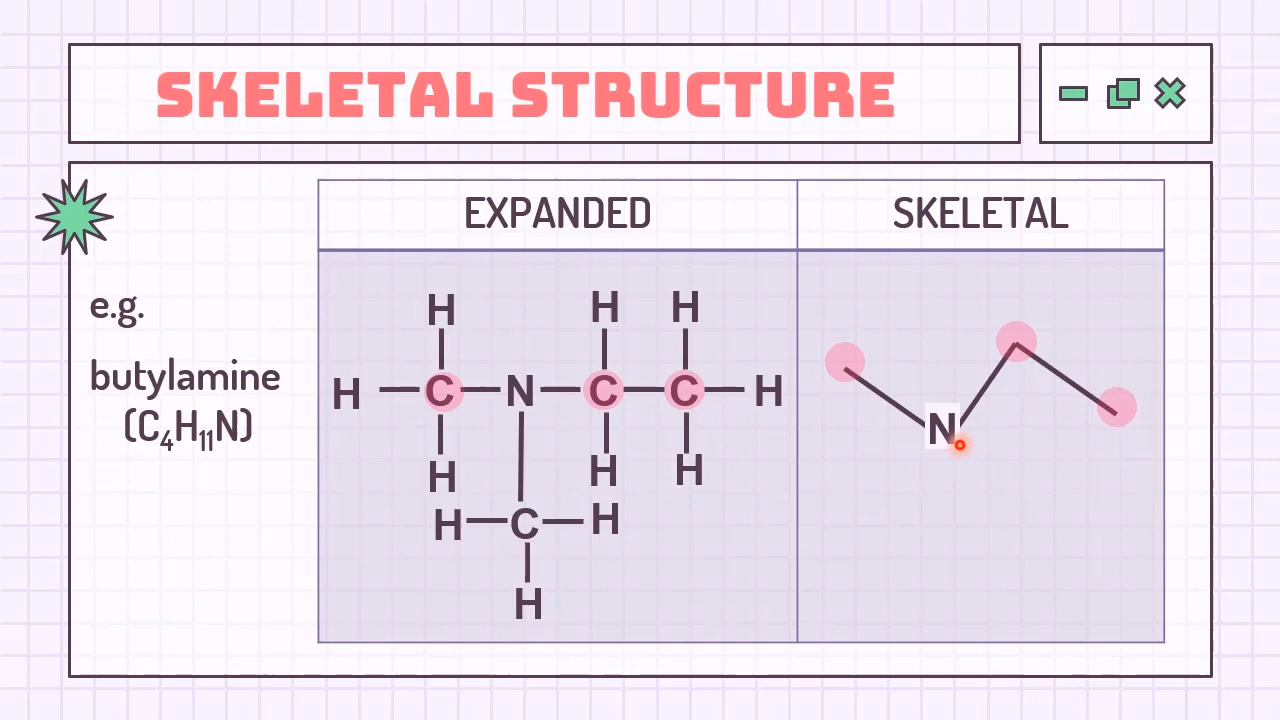 SKELETAL STRUCTURE
EXPANDED SKELETAL
e.g.
butylamine
(C₄H₁₁N)
H H H
H C N C C H
H H H
H C H
H
N